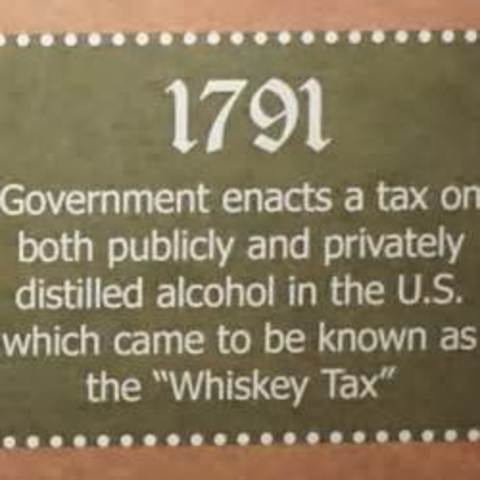 1791
Government enacts a tax on
both publicly and privately
distilled alcohol in the U.S.
which came to be known as
the “Whiskey Tax”